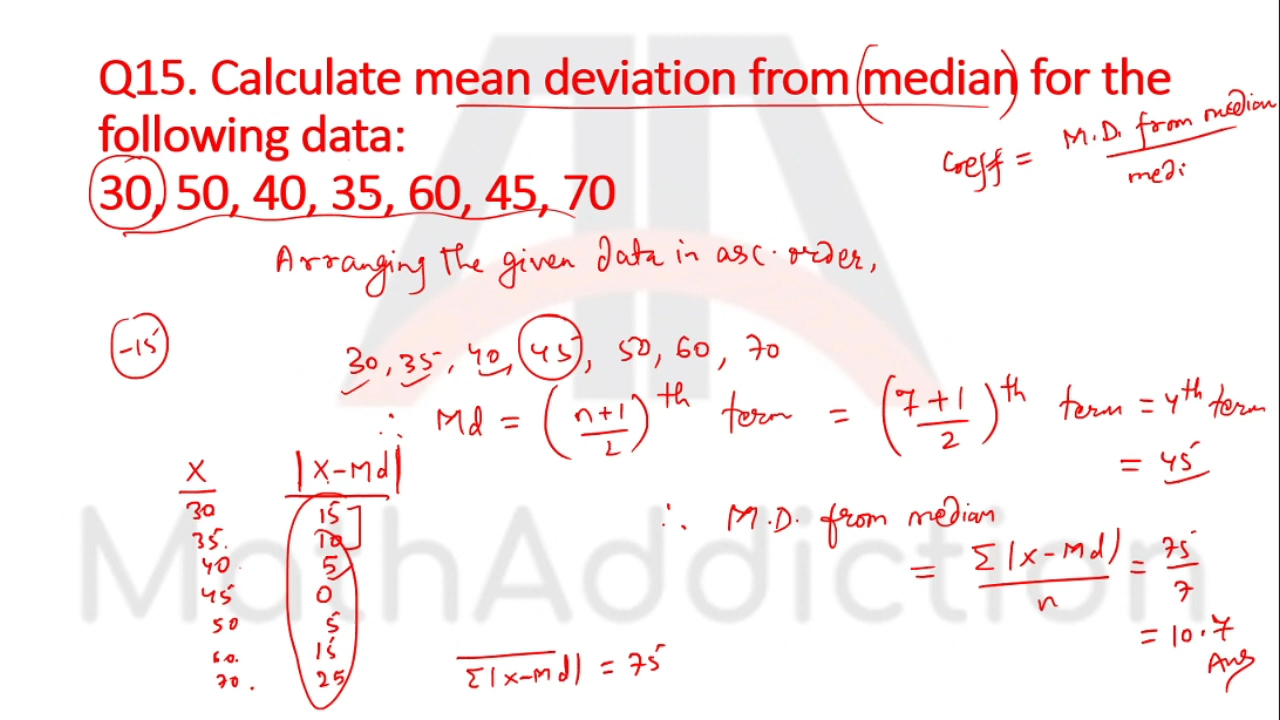 Q15. Calculate mean deviation from (median) for the
following data:
30, 50, 40, 35, 60, 45, 70
Coeff = M.D. from median / medi
Arranging the given data in asc. order,
-15
30, 35, 40, 45, 50, 60, 70
∴ Md = (n+1/2)th term = (7+1/2)th term = 4th term
= 45
X |X-Md|
30 15
35. 10
40. 5
45 0
50 5
60. 15
70. 25
Σ|x-Md| = 75
∴ M.D. from median
= Σ|x-Md|/n = 75/7
= 10.7
Ans
MathAddiction